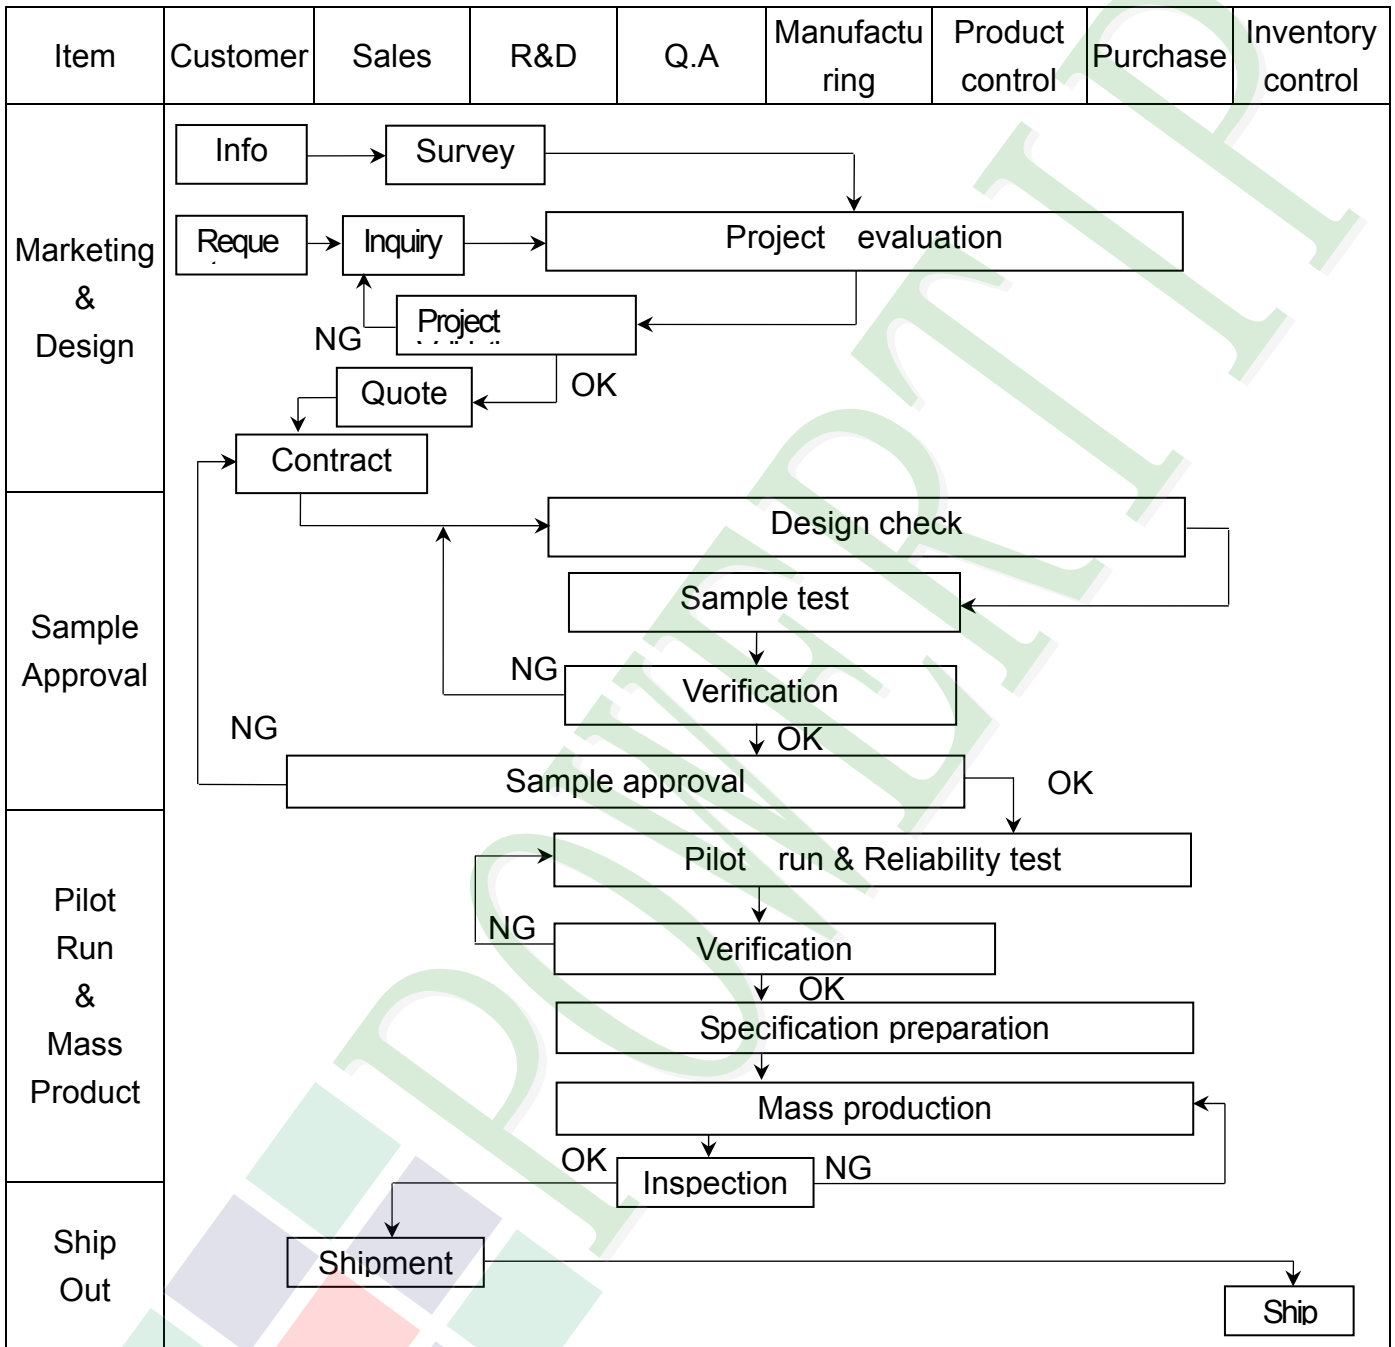 Item
Customer
Sales
R&D
Q.A
Manufactu
ring
Product
control
Purchase
Inventory
control
Marketing
&
Design
Info
Survey
Reque
Inquiry
Project evaluation
Project
NG
OK
Quote
Contract
Sample
Approval
Design check
Sample test
NG
Verification
NG
OK
Sample approval
OK
Pilot
Run
&
Mass
Product
Pilot run & Reliability test
NG
Verification
OK
Specification preparation
Mass production
OK
Inspection
NG
Ship
Out
Shipment
Ship
POWERTIP